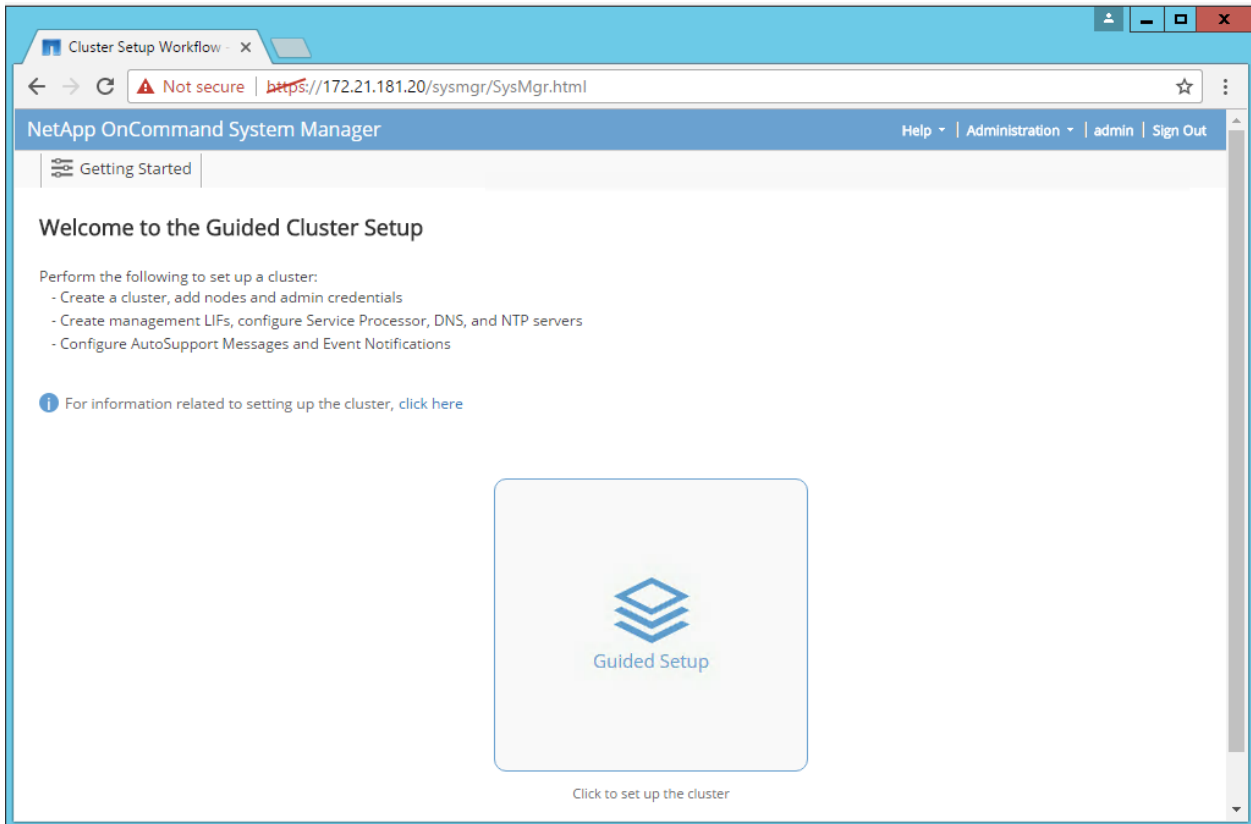 Cluster Setup Workflow -
Not secure | https://172.21.181.20/sysmgr/SysMgr.html
NetApp OnCommand System Manager
Help | Administration | admin | Sign Out
Getting Started
Welcome to the Guided Cluster Setup
Perform the following to set up a cluster:
- Create a cluster, add nodes and admin credentials
- Create management LIFs, configure Service Processor, DNS, and NTP servers
- Configure AutoSupport Messages and Event Notifications
For information related to setting up the cluster, click here
Guided Setup
Click to set up the cluster